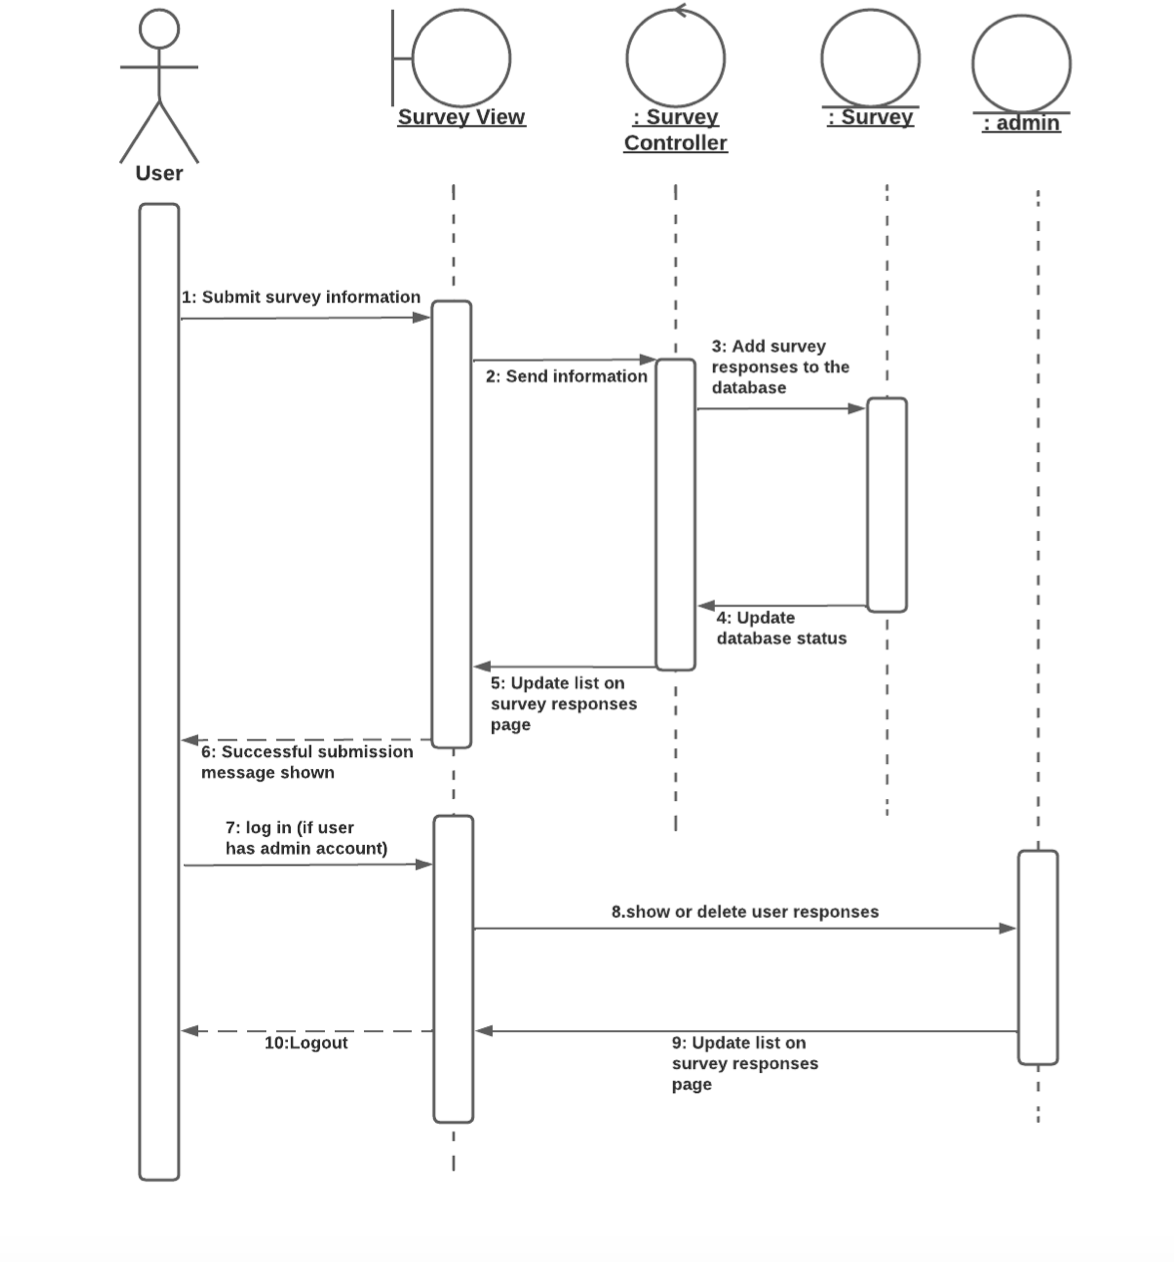 User
Survey View
: Survey
Controller
: Survey
: admin
1: Submit survey information
2: Send information
3: Add survey
responses to the
database
4: Update
database status
5: Update list on
survey responses
page
6: Successful submission
message shown
7: log in (if user
has admin account)
8.show or delete user responses
9: Update list on
survey responses
page
10:Logout